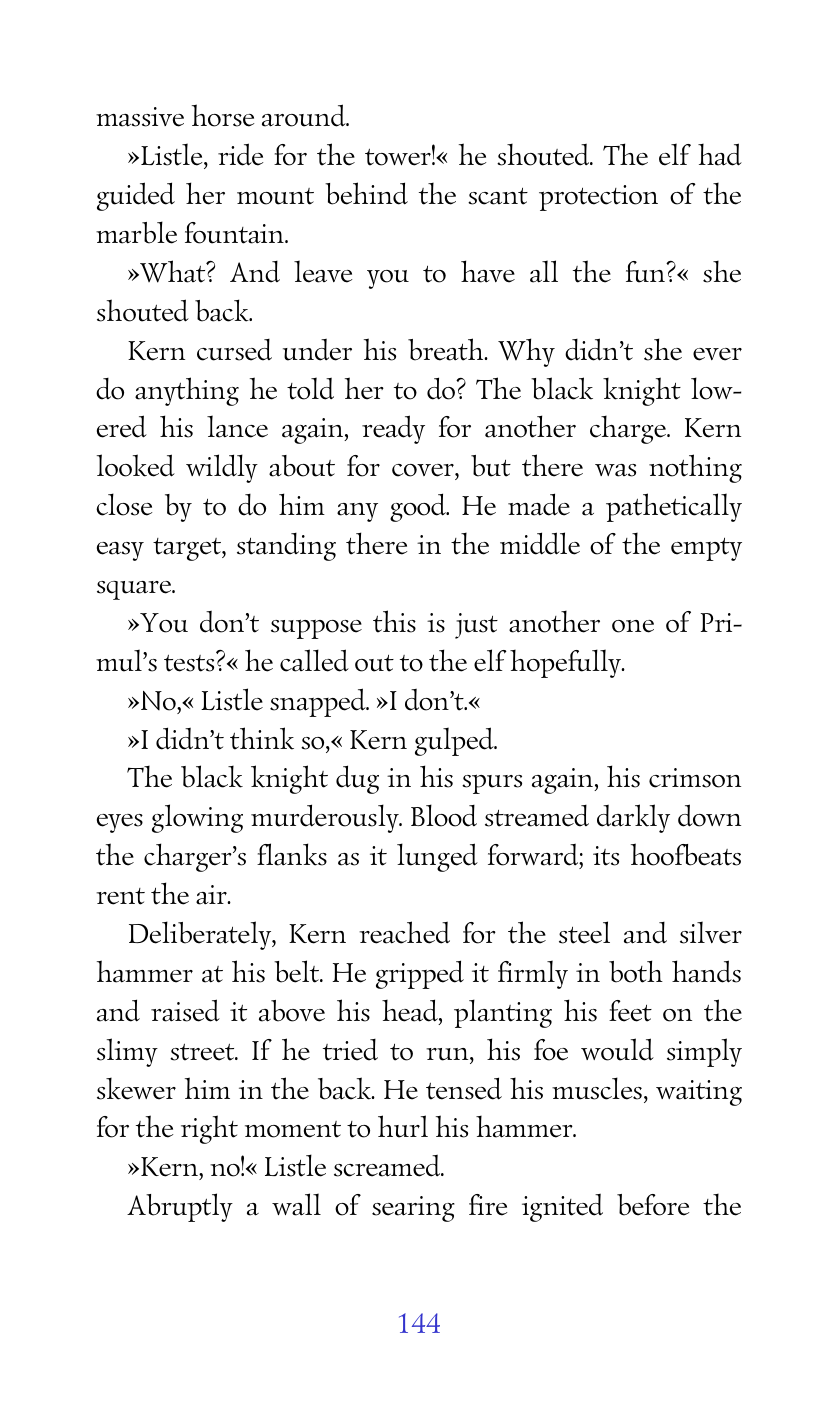 massive horse around.
»Listle, ride for the tower!« he shouted. The elf had
guided her mount behind the scant protection of the
marble fountain.
»What? And leave you to have all the fun?« she
shouted back.
Kern cursed under his breath. Why didn’t she ever
do anything he told her to do? The black knight low-
ered his lance again, ready for another charge. Kern
looked wildly about for cover, but there was nothing
close by to do him any good. He made a pathetically
easy target, standing there in the middle of the empty
square.
»You don’t suppose this is just another one of Pri-
mul’s tests?« he called out to the elf hopefully.
»No,« Listle snapped. »I don’t.«
»I didn’t think so,« Kern gulped.
The black knight dug in his spurs again, his crimson
eyes glowing murderously. Blood streamed darkly down
the charger’s flanks as it lunged forward; its hoofbeats
rent the air.
Deliberately, Kern reached for the steel and silver
hammer at his belt. He gripped it firmly in both hands
and raised it above his head, planting his feet on the
slimy street. If he tried to run, his foe would simply
skewer him in the back. He tensed his muscles, waiting
for the right moment to hurl his hammer.
»Kern, no!« Listle screamed.
Abruptly a wall of searing fire ignited before the
144